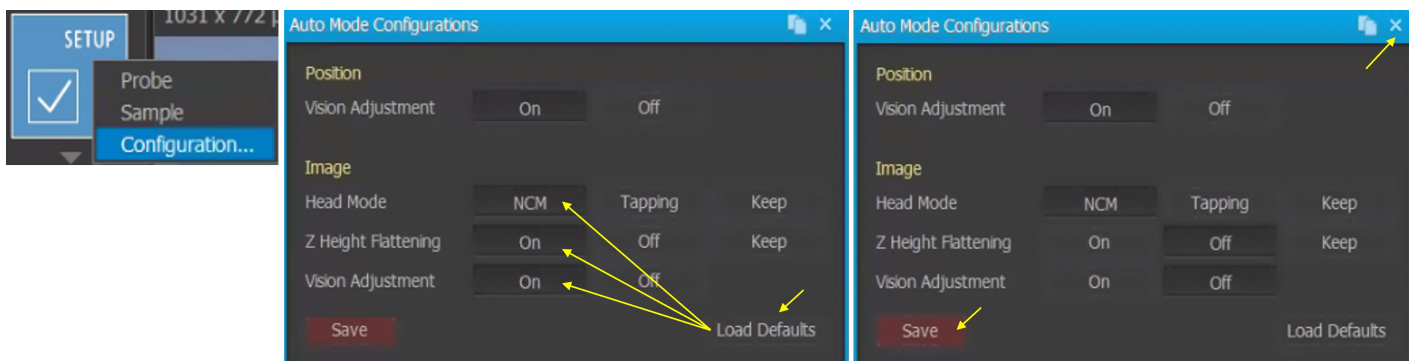 1031 x 772 µ
SETUP
Probe
Sample
Configuration...
Auto Mode Configurations
Position
Vision Adjustment On Off
Image
Head Mode NCM Tapping Keep
Z Height Flattening On Off Keep
Vision Adjustment On Off
Save Load Defaults
Auto Mode Configurations
Position
Vision Adjustment On Off
Image
Head Mode NCM Tapping Keep
Z Height Flattening On Off Keep
Vision Adjustment On Off
Save Load Defaults